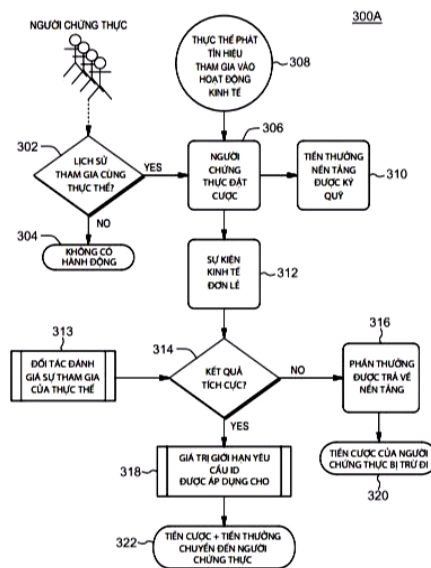 300A
NGƯỜI CHỨNG THỰC
THỰC THỂ PHÁT
TÍN HIỆU
THAM GIA VÀO
HOẠT ĐỘNG
KINH TẾ
308
302
LỊCH SỬ
THAM GIA CÙNG
THỰC THỂ?
YES
NO
304
KHÔNG CÓ
HÀNH ĐỘNG
306
NGƯỜI
CHỨNG
THỰC ĐẶT
CƯỢC
TIỀN THƯỞNG
NỀN TẢNG
ĐƯỢC KÝ
QUỸ
310
SỰ KIỆN
KINH TẾ
ĐƠN LẺ
312
313
ĐỐI TÁC ĐÁNH
GIÁ SỰ THAM GIA
CỦA THỰC THỂ
314
KẾT QUẢ
TÍCH CỰC?
NO
YES
316
PHẦN THƯỞNG
ĐƯỢC TRẢ VỀ
NỀN TẢNG
TIỀN CƯỢC CỦA NGƯỜI
CHỨNG THỰC BỊ TRỪ ĐI
320
318
GIÁ TRỊ GIỚI HẠN YÊU
CẦU ID
ĐƯỢC ÁP DỤNG CHO
322
TIỀN CƯỢC + TIỀN THƯỞNG
CHUYỂN ĐẾN NGƯỜI
CHỨNG THỰC